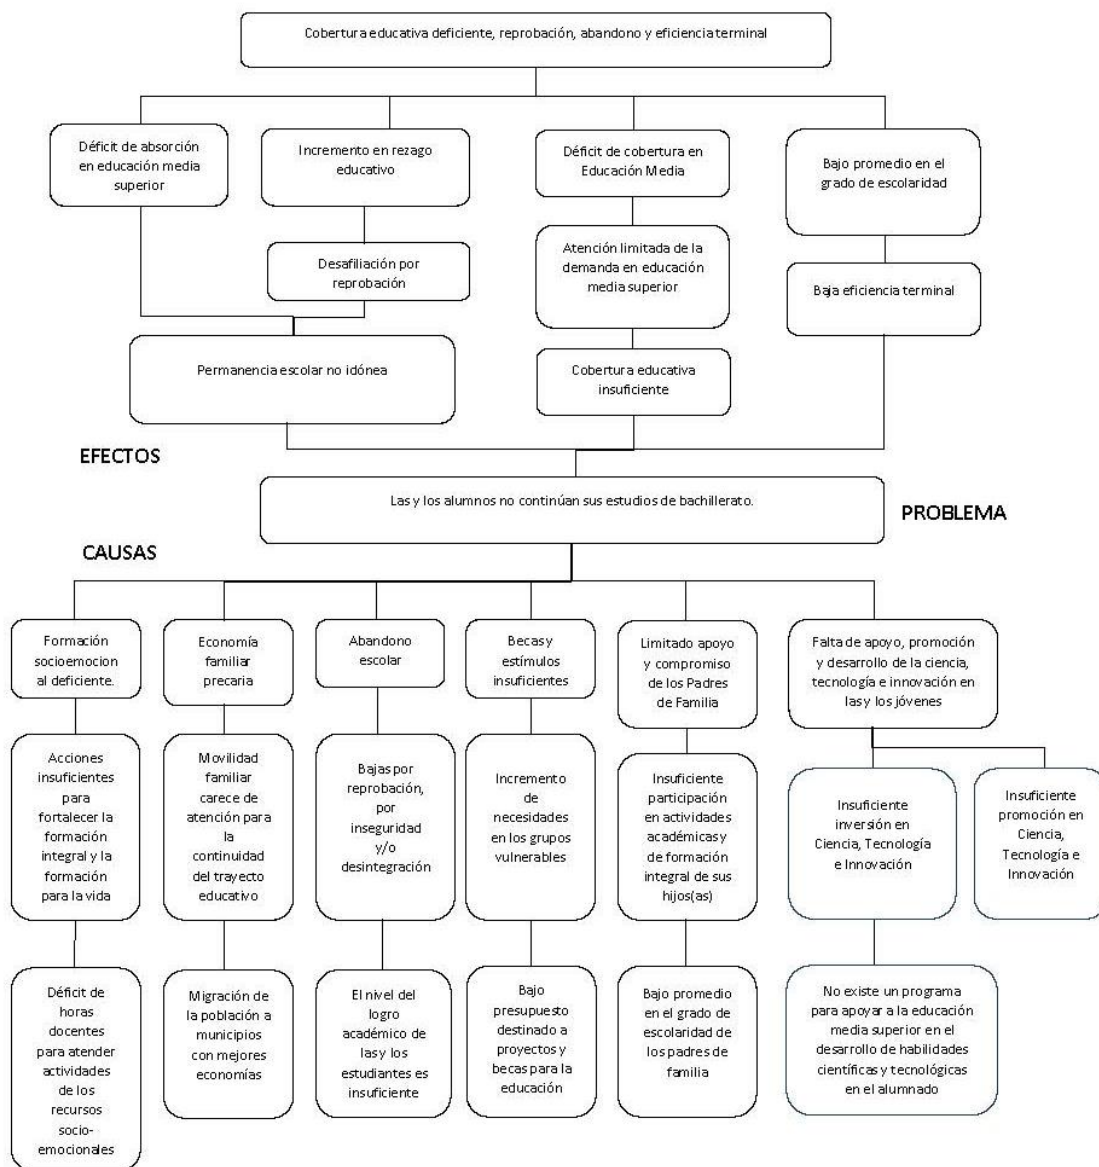 Cobertura educativa deficiente, reprobación, abandono y eficiencia terminal
Déficit de absorción
en educación media
superior
Incremento en rezago
educativo
Déficit de cobertura en
Educación Media
Bajo promedio en el
grado de escolaridad
Desafiliación por
reprobación
Atención limitada de la
demanda en educación
media superior
Baja eficiencia terminal
Permanencia escolar no idónea
Cobertura educativa
insuficiente
EFECTOS
Las y los alumnos no continúan sus estudios de bachillerato.
PROBLEMA
CAUSAS
Formación
socioemocion
al deficiente.
Economía
familiar
precaria
Abandono
escolar
Becas y
estímulos
insuficientes
Limitado apoyo
y compromiso
de los Padres
de Familia
Falta de apoyo, promoción
y desarrollo de la ciencia,
tecnología e innovación en
las y los jóvenes
Acciones
insuficientes
para
fortalecer la
formación
integral y la
formación
para la vida
Movilidad
familiar
carece de
atención para
la
continuidad
del trayecto
educativo
Bajas por
reprobación,
por
inseguridad
y/o
desintegración
Incremento
de
necesidades
en los grupos
vulnerables
Insuficiente
participación
en actividades
académicas y
de formación
integral de sus
hijos(as)
Insuficiente
inversión en
Ciencia, Tecnología
e Innovación
Insuficiente
promoción en
Ciencia,
Tecnología e
Innovación
Déficit de
horas
docentes
para atender
actividades
de los
recursos
socio-
emocionales
Migración de
la población a
municipios
con mejores
economías
El nivel del
logro
académico de
las y los
estudiantes es
insuficiente
Bajo
presupuesto
destinado a
proyectos y
becas para la
educación
Bajo promedio
en el grado de
escolaridad de
los padres de
familia
No existe un programa
para apoyar a la educación
media superior en el
desarrollo de habilidades
científicas y tecnológicas
en el alumnado